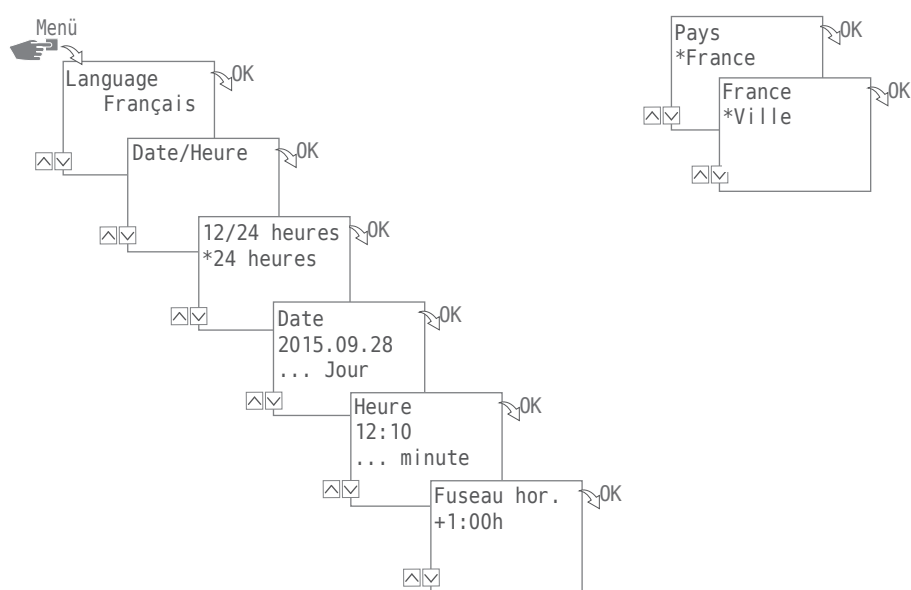 Menü
OK
Language
Français
OK
Date/Heure
OK
12/24 heures
*24 heures
OK
Date
2015.09.28
... Jour
OK
Heure
12:10
... minute
OK
Fuseau hor.
+1:00h
OK
Pays
*France
OK
France
*Ville